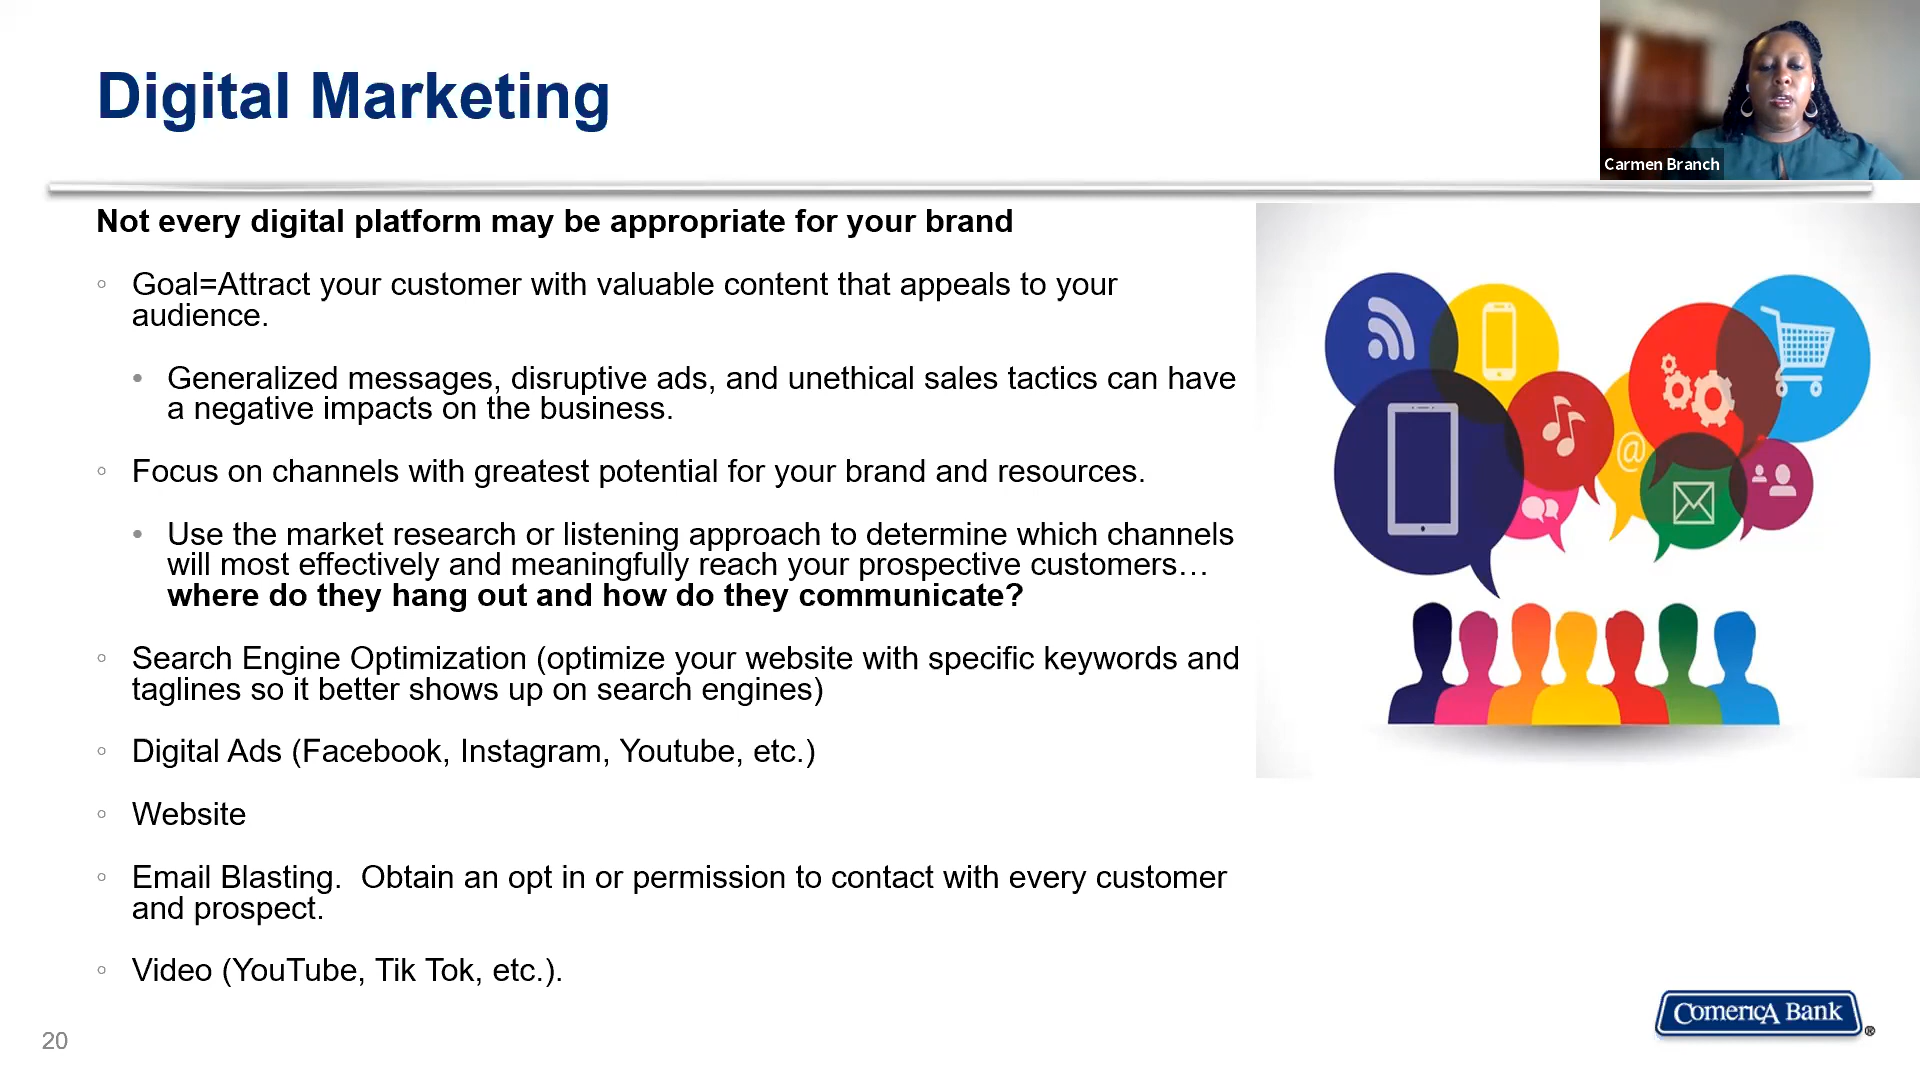 Digital Marketing
Carmen Branch
Not every digital platform may be appropriate for your brand
Goal=Attract your customer with valuable content that appeals to your
audience.
Generalized messages, disruptive ads, and unethical sales tactics can have
a negative impacts on the business.
Focus on channels with greatest potential for your brand and resources.
Use the market research or listening approach to determine which channels
will most effectively and meaningfully reach your prospective customers…
where do they hang out and how do they communicate?
Search Engine Optimization (optimize your website with specific keywords and
taglines so it better shows up on search engines)
Digital Ads (Facebook, Instagram, Youtube, etc.)
Website
Email Blasting.  Obtain an opt in or permission to contact with every customer
and prospect.
Video (YouTube, Tik Tok, etc.).
@
ComericA Bank ®
20